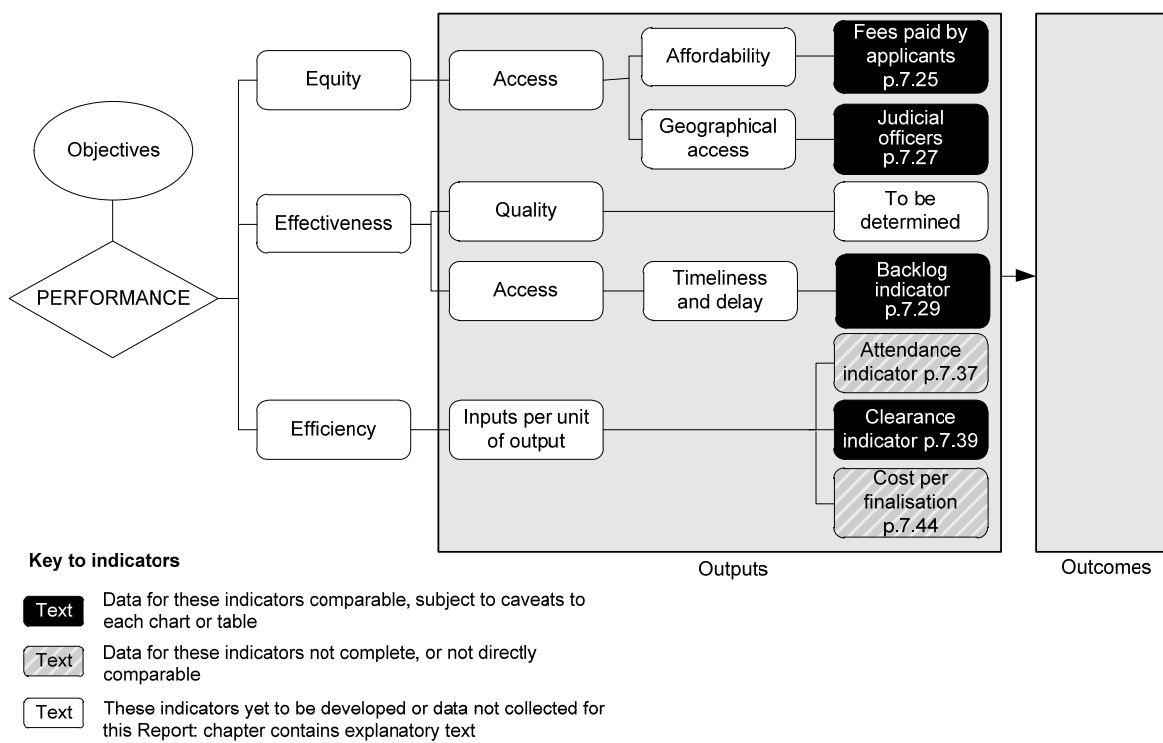 Objectives
PERFORMANCE
Equity
Access
Affordability
Fees paid by
applicants
p.7.25
Geographical
access
Judicial
officers
p.7.27
Effectiveness
Quality
To be
determined
Access
Timeliness
and delay
Backlog
indicator
p.7.29
Efficiency
Inputs per unit
of output
Attendance
indicator p.7.37
Clearance
indicator p.7.39
Cost per
finalisation
p.7.44
Outputs
Outcomes
Key to indicators
Text
Data for these indicators comparable, subject to caveats to
each chart or table
Text
Data for these indicators not complete, or not directly
comparable
Text
These indicators yet to be developed or data not collected for
this Report: chapter contains explanatory text